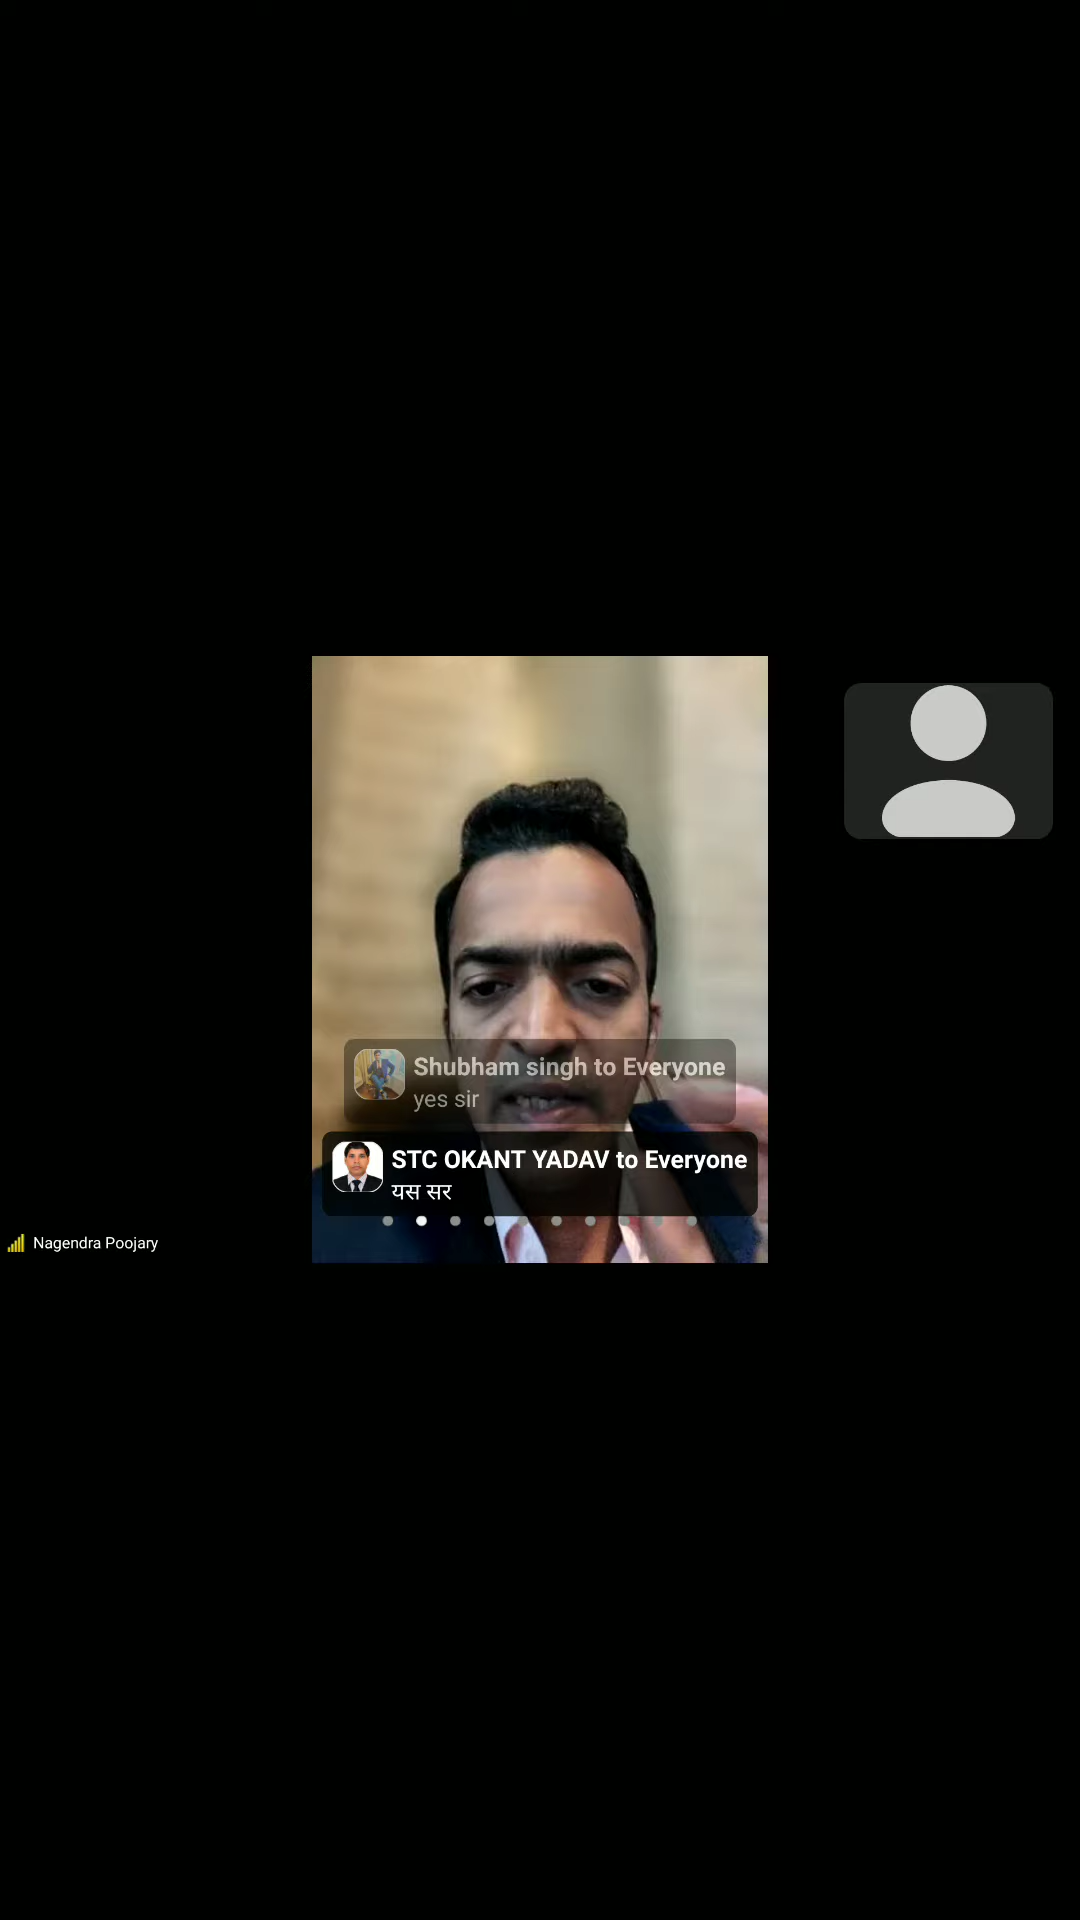 Shubham singh to Everyone
yes sir
STC OKANT YADAV to Everyone
यस सर
Nagendra Poojary